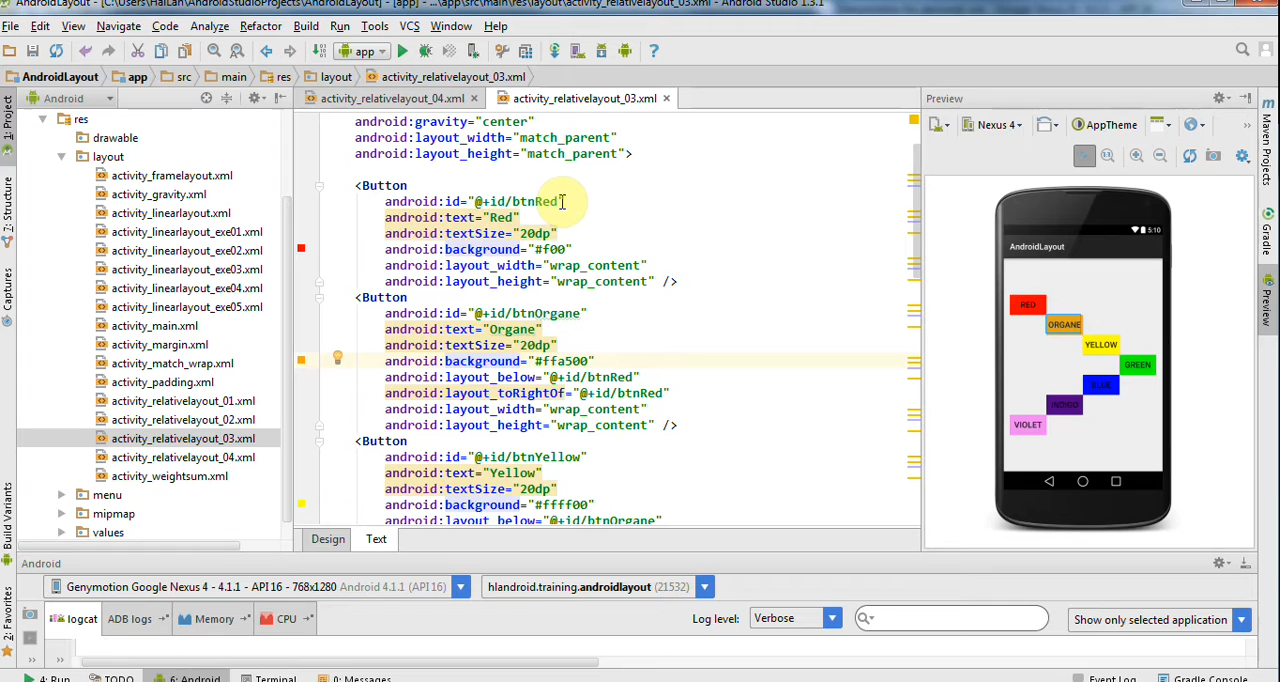 AndroidLayout - [C:\Users\HaiLan\AndroidStudioProjects\AndroidLayout] - [app] - ...\app\src\main\res\layout\activity_relativelayout_03.xml - Android Studio 1.3.1
File Edit View Navigate Code Analyze Refactor Build Run Tools VCS Window Help
app
AndroidLayout app src main res layout activity_relativelayout_03.xml
1: Project
7: Structure
Captures
Build Variants
2: Favorites
Android
res
drawable
layout
activity_framelayout.xml
activity_gravity.xml
activity_linearlayout.xml
activity_linearlayout_exe01.xml
activity_linearlayout_exe02.xml
activity_linearlayout_exe03.xml
activity_linearlayout_exe04.xml
activity_linearlayout_exe05.xml
activity_main.xml
activity_margin.xml
activity_match_wrap.xml
activity_padding.xml
activity_relativelayout_01.xml
activity_relativelayout_02.xml
activity_relativelayout_03.xml
activity_relativelayout_04.xml
activity_weightsum.xml
menu
mipmap
values
activity_relativelayout_04.xml activity_relativelayout_03.xml
android:gravity="center"
android:layout_width="match_parent"
android:layout_height="match_parent">
<Button
android:id="@+id/btnRed"
android:text="Red"
android:textSize="20dp"
android:background="#f00"
android:layout_width="wrap_content"
android:layout_height="wrap_content" />
<Button
android:id="@+id/btnOrgane"
android:text="Organe"
android:textSize="20dp"
android:background="#ffa500"
android:layout_below="@+id/btnRed"
android:layout_toRightOf="@+id/btnRed"
android:layout_width="wrap_content"
android:layout_height="wrap_content" />
<Button
android:id="@+id/btnYellow"
android:text="Yellow"
android:textSize="20dp"
android:background="#ffff00"
android:layout_below="@+id/btnOrgane"
Design Text
Preview
Nexus 4 AppTheme
5:10
AndroidLayout
RED
ORGANE
YELLOW
GREEN
BLUE
INDIGO
VIOLET
Maven Projects
Gradle
Preview
Android
Genymotion Google Nexus 4 - 4.1.1 - API 16 - 768x1280 Android 4.1.1 (API 16) hlandroid.training.androidlayout (21532)
logcat ADB logs Memory CPU Log level: Verbose Show only selected application
4: Run TODO 6: Android Terminal 0: Messages Event Log Gradle Console